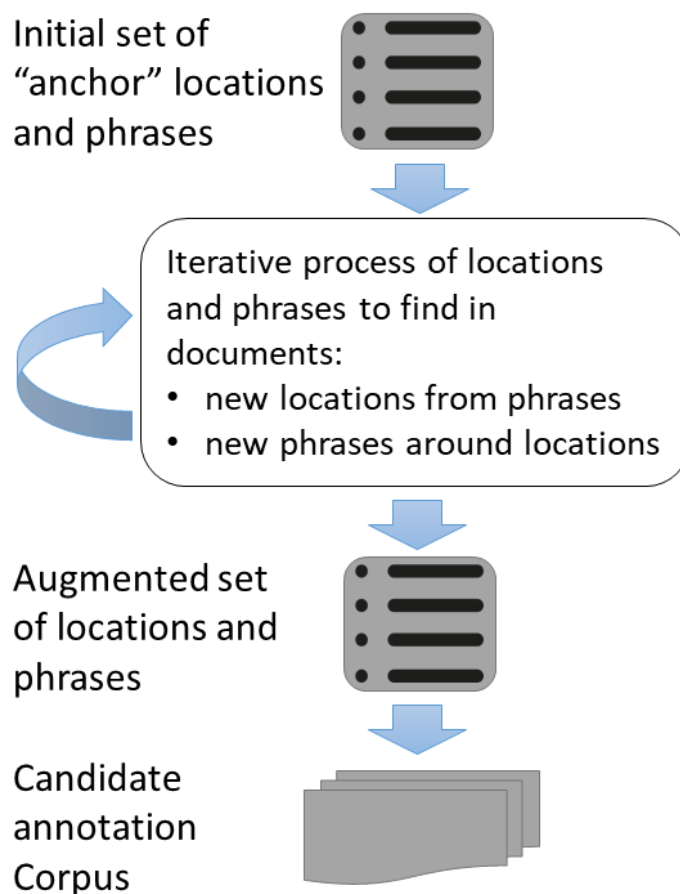 Initial set of
“anchor” locations
and phrases
Iterative process of locations
and phrases to find in
documents:
• new locations from phrases
• new phrases around locations
Augmented set
of locations and
phrases
Candidate
annotation
Corpus